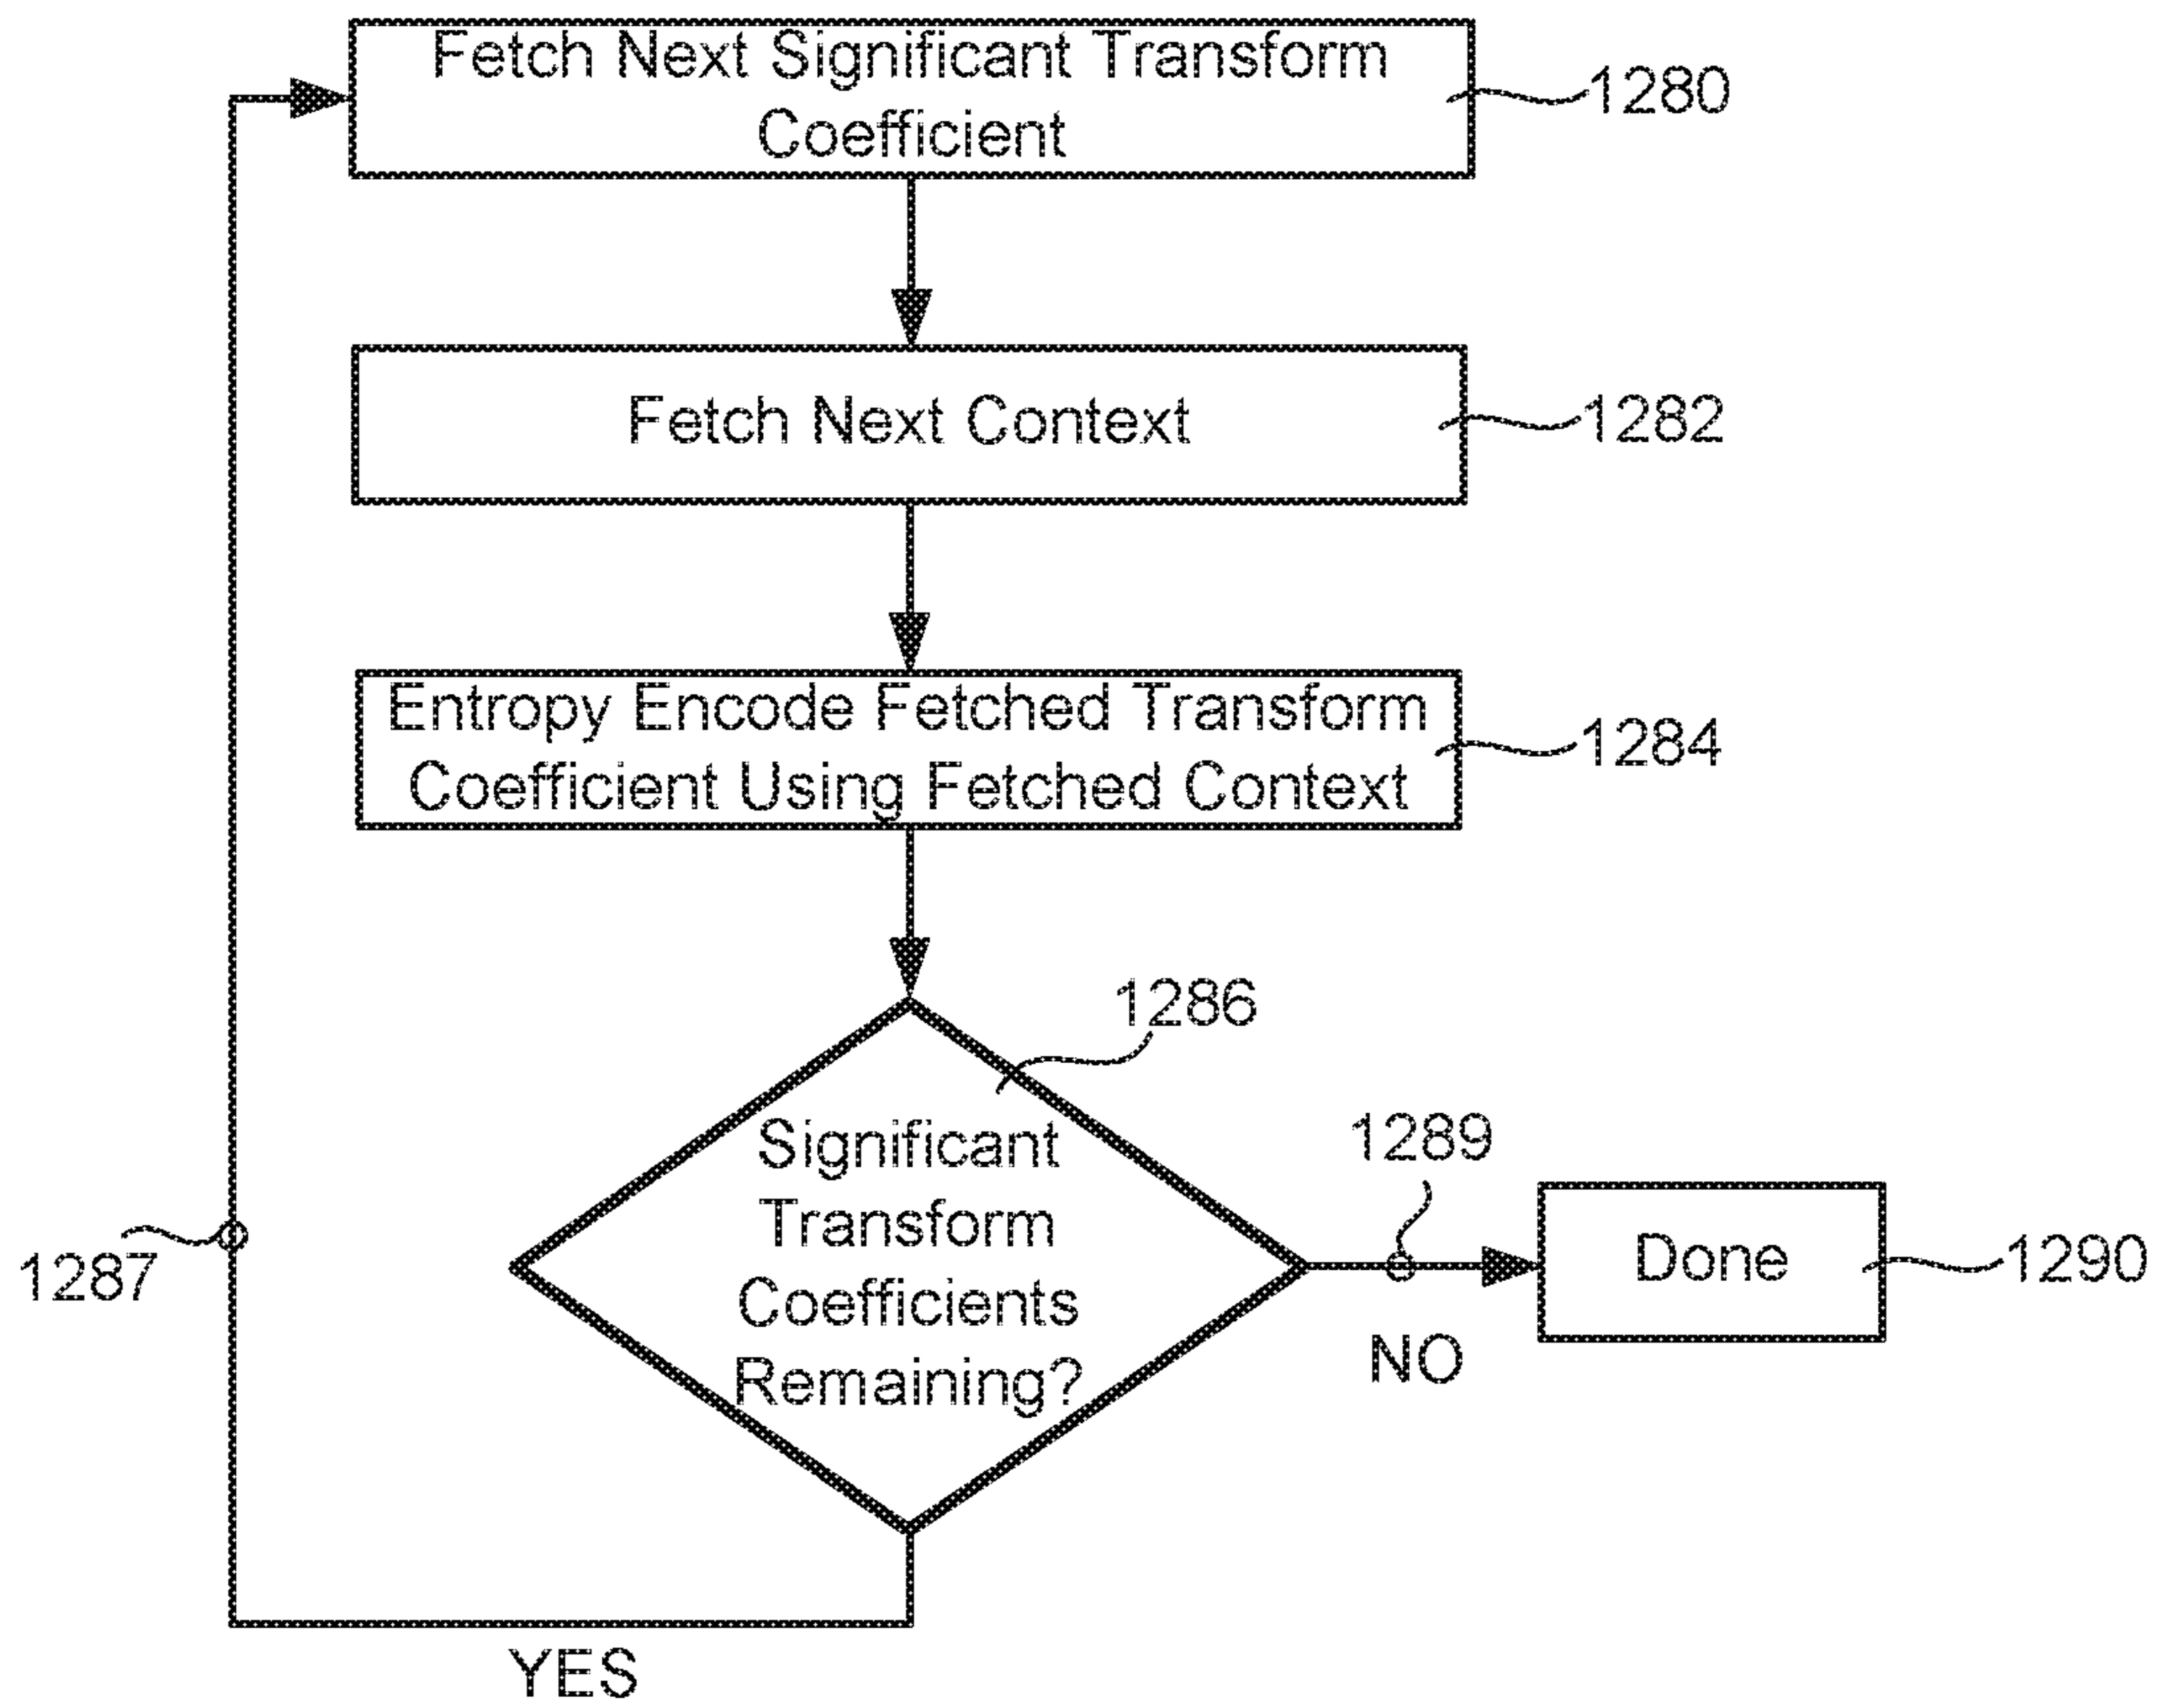 Fetch Next Significant Transform
Coefficient
1280
Fetch Next Context
1282
Entropy Encode Fetched Transform
Coefficient Using Fetched Context
1284
1286
Significant
Transform
Coefficients
Remaining?
1289
NO
Done
1290
1287
YES